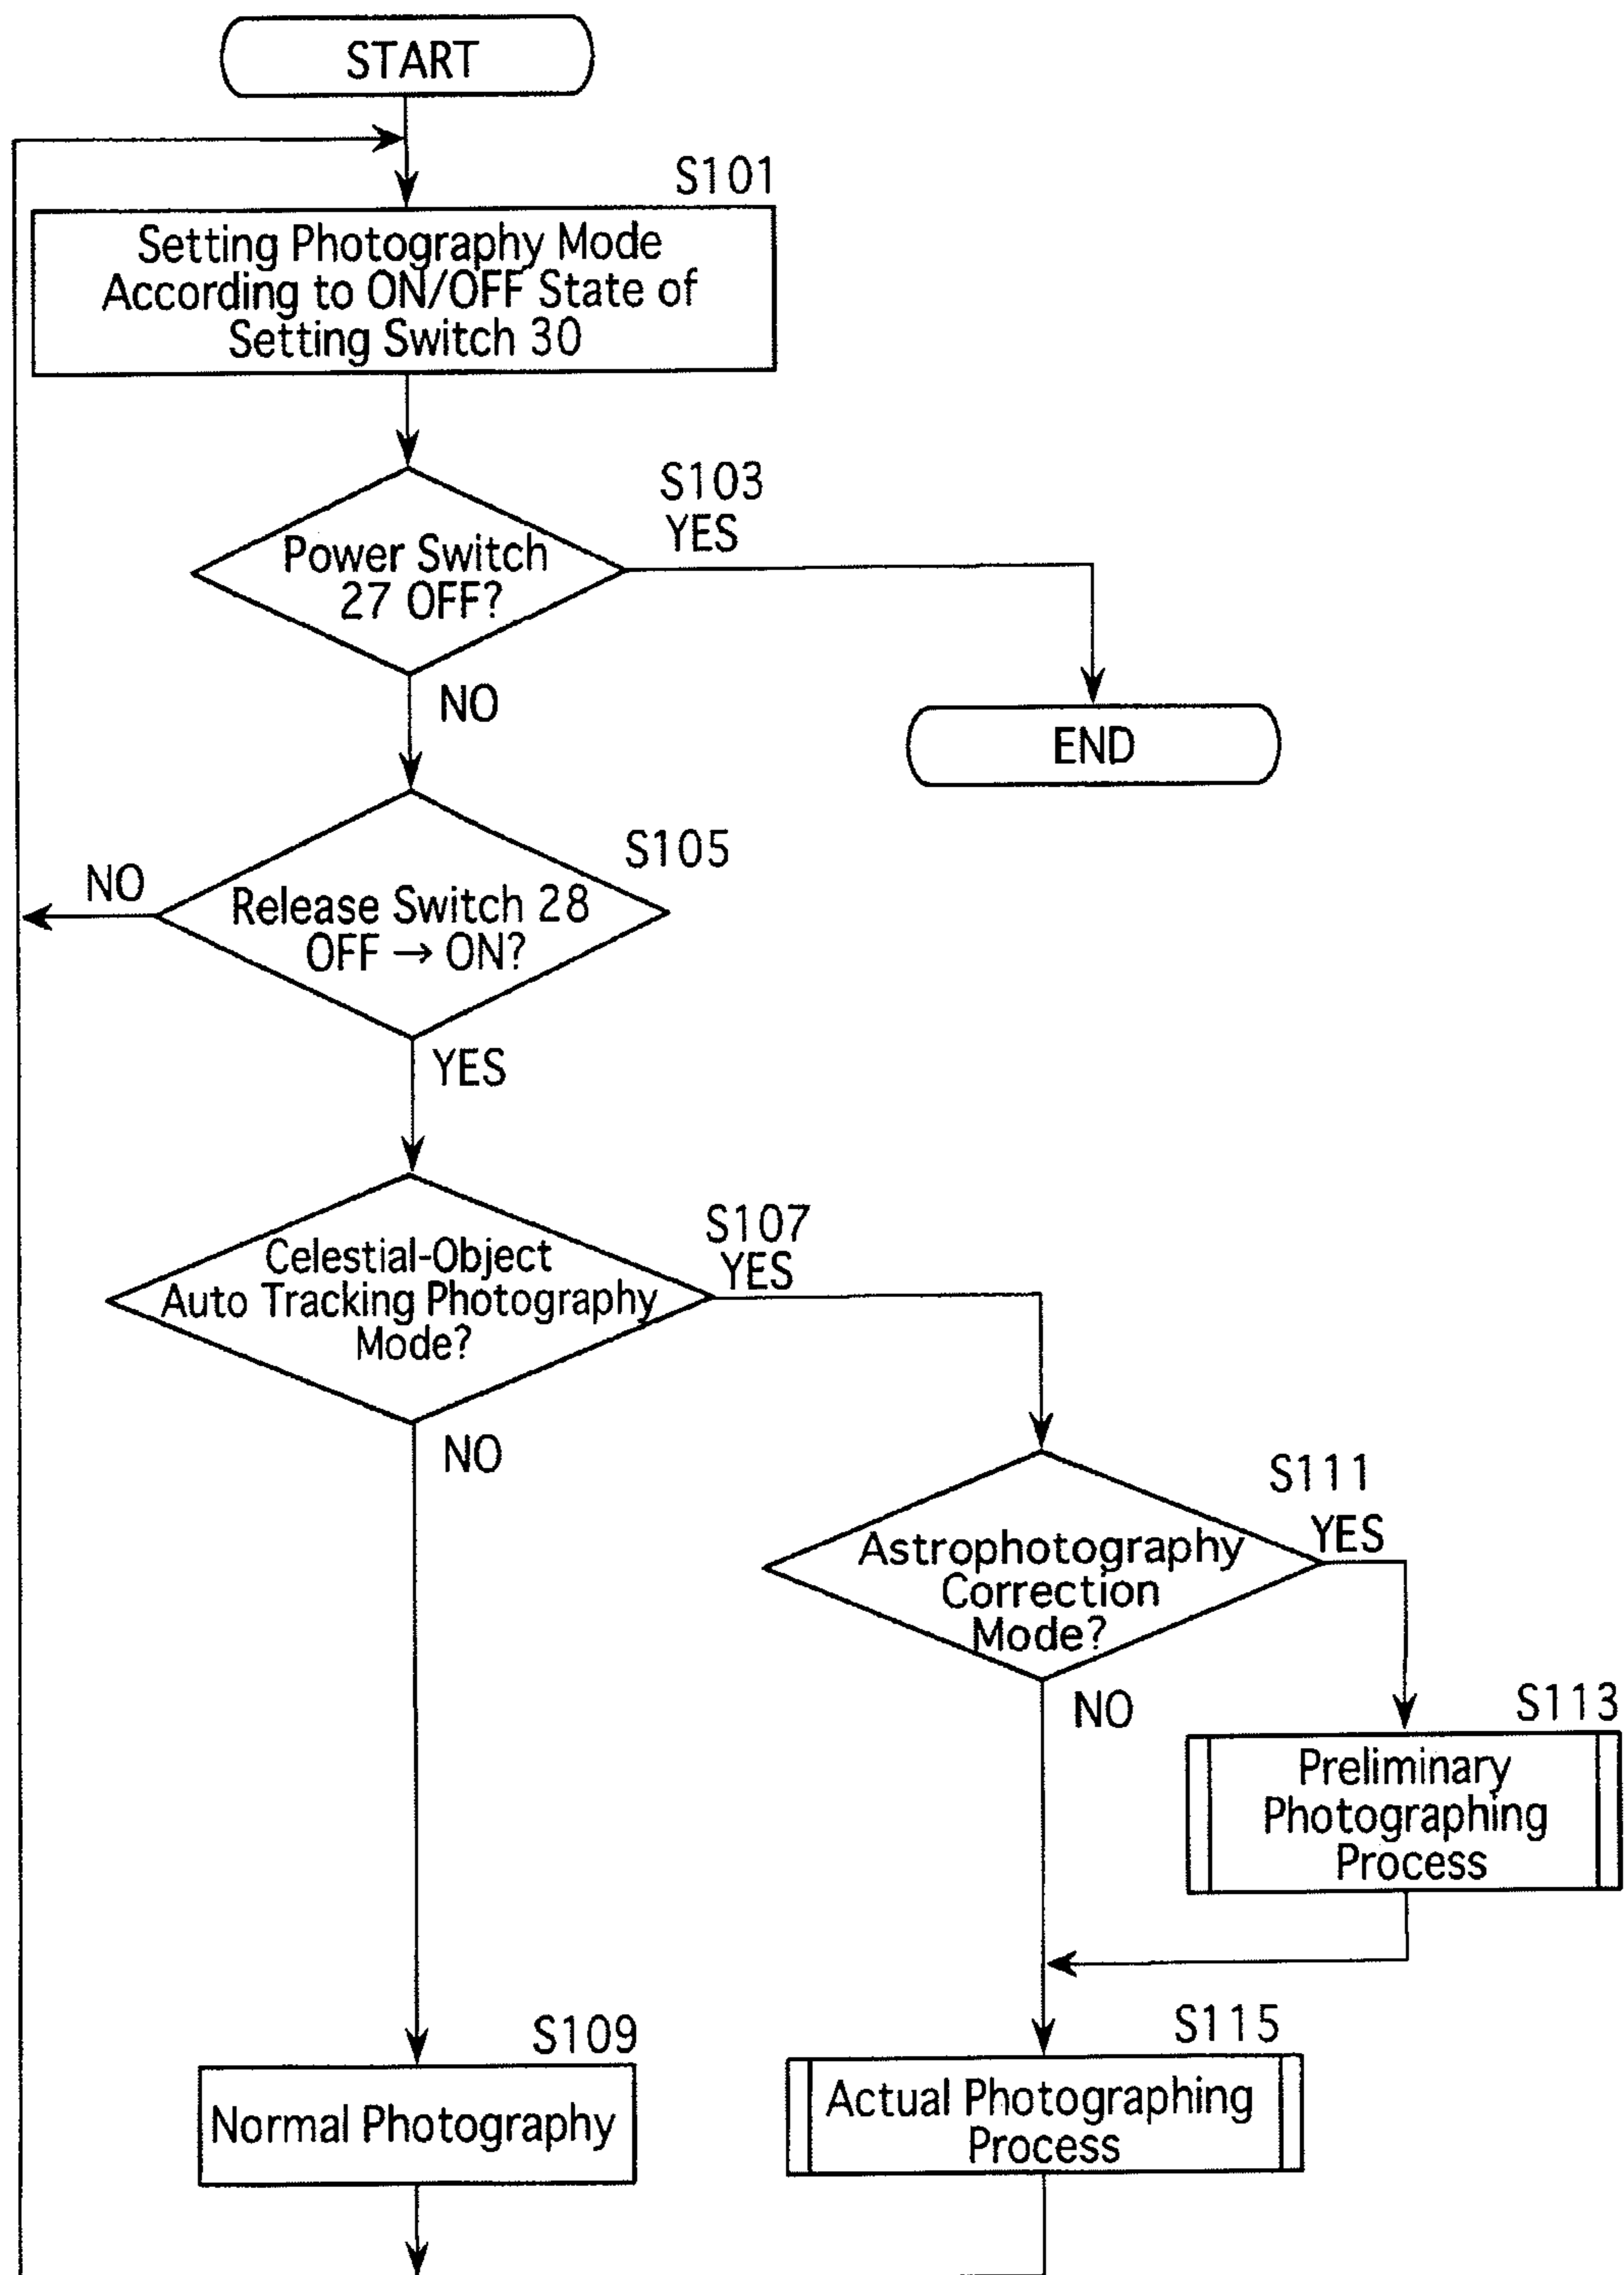 START
S101
Setting Photography Mode
According to ON/OFF State of
Setting Switch 30
S103
YES
Power Switch
27 OFF?
NO
END
S105
NO
Release Switch 28
OFF → ON?
YES
S107
YES
Celestial-Object
Auto Tracking Photography
Mode?
NO
S111
YES
Astrophotography
Correction
Mode?
NO
S113
Preliminary
Photographing
Process
S109
Normal Photography
S115
Actual Photographing
Process